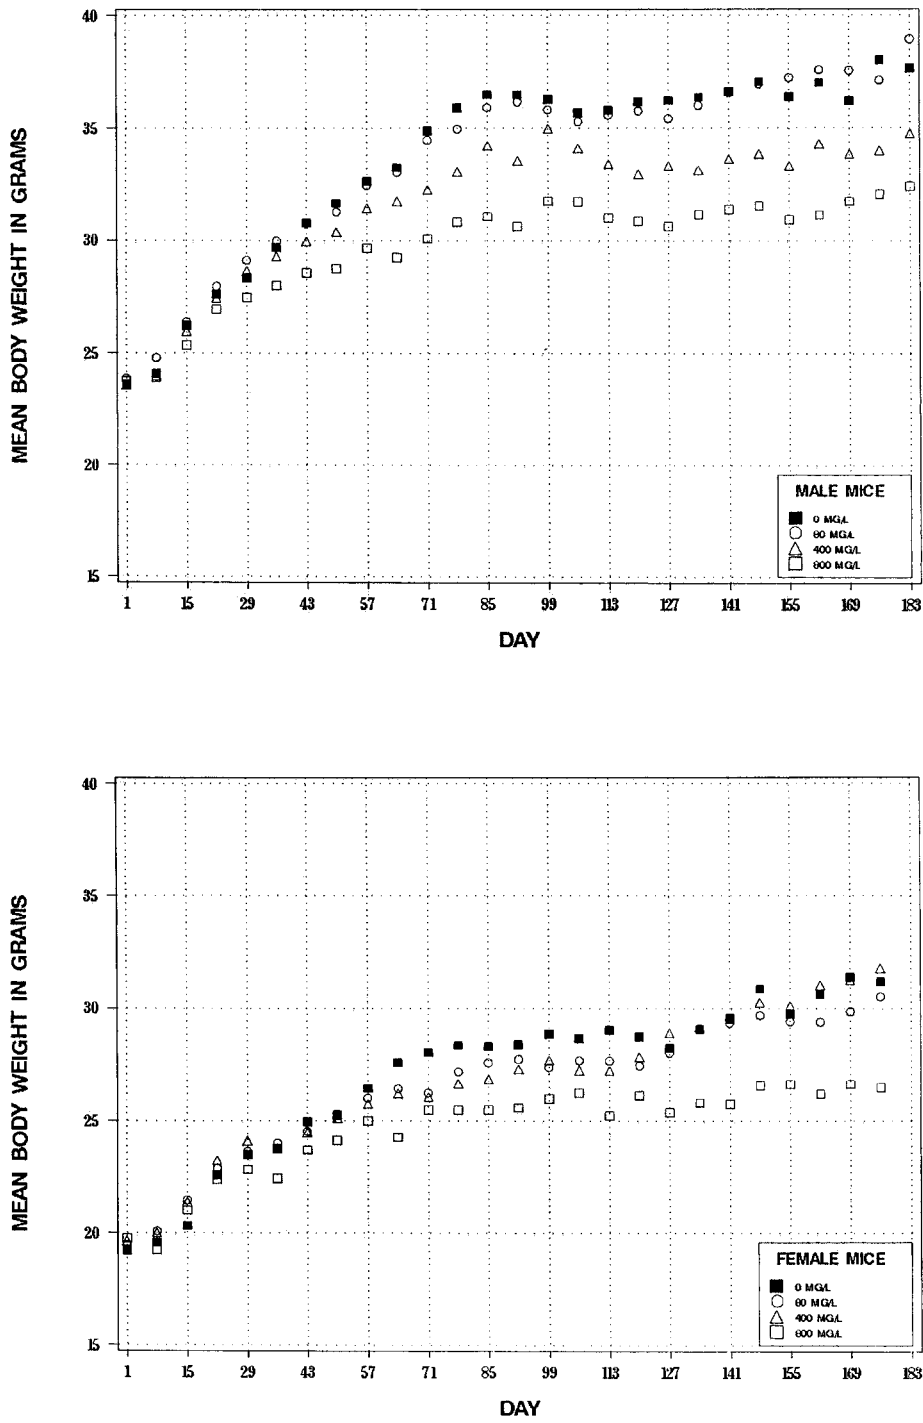 MEAN BODY WEIGHT IN GRAMS
40
35
30
25
20
15
MALE MICE
0 MG/L
80 MG/L
400 MG/L
800 MG/L
1 15 29 43 57 71 85 99 113 127 141 155 169 183
DAY
MEAN BODY WEIGHT IN GRAMS
40
35
30
25
20
15
FEMALE MICE
0 MG/L
80 MG/L
400 MG/L
800 MG/L
1 15 29 43 57 71 85 99 113 127 141 155 169 183
DAY